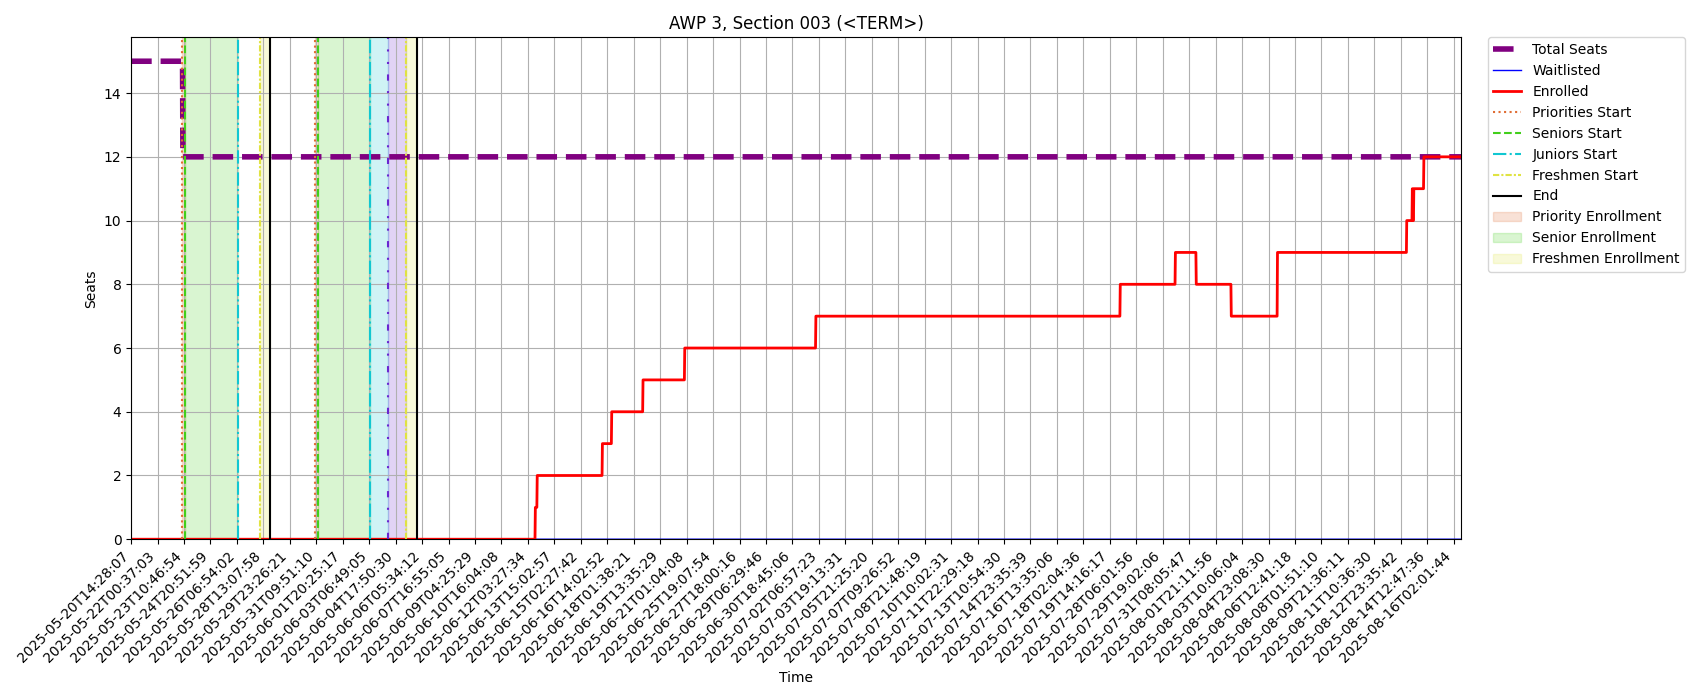 AWP 3, Section 003 (<TERM>)
Seats
14
12
10
8
6
4
2
0
2025-05-20T14:28:07
2025-05-22T00:37:03
2025-05-23T10:46:54
2025-05-24T20:51:59
2025-05-26T06:54:02
2025-05-28T13:07:58
2025-05-29T23:26:21
2025-05-31T09:51:10
2025-06-01T20:25:17
2025-06-03T06:49:05
2025-06-04T17:50:30
2025-06-06T05:34:12
2025-06-07T16:55:05
2025-06-09T04:25:29
2025-06-10T16:04:08
2025-06-12T03:27:34
2025-06-13T15:02:57
2025-06-15T02:27:42
2025-06-16T14:02:52
2025-06-18T01:38:21
2025-06-19T13:35:29
2025-06-21T01:04:08
2025-06-25T19:07:54
2025-06-27T18:00:16
2025-06-29T06:29:46
2025-06-30T18:45:06
2025-07-02T06:57:23
2025-07-03T19:13:31
2025-07-05T21:25:20
2025-07-07T09:26:52
2025-07-08T21:48:19
2025-07-10T10:02:31
2025-07-11T22:29:18
2025-07-13T10:54:30
2025-07-14T23:35:39
2025-07-16T13:35:06
2025-07-18T02:04:36
2025-07-19T14:16:17
2025-07-28T06:01:56
2025-07-29T19:02:06
2025-07-31T08:05:47
2025-08-01T21:11:56
2025-08-03T10:06:04
2025-08-04T23:08:30
2025-08-06T12:41:18
2025-08-08T01:51:10
2025-08-09T21:36:11
2025-08-11T10:36:30
2025-08-12T23:35:42
2025-08-14T12:47:36
2025-08-16T02:01:44
Time
Total Seats
Waitlisted
Enrolled
Priorities Start
Seniors Start
Juniors Start
Freshmen Start
End
Priority Enrollment
Senior Enrollment
Freshmen Enrollment